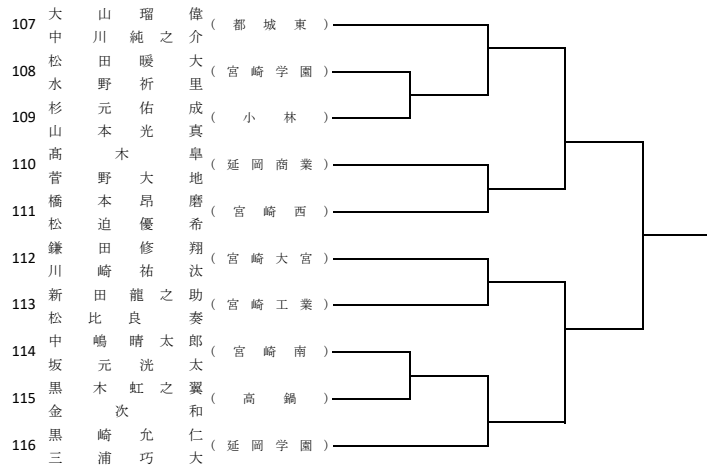 大山瑠偉
107 (都城東)
中川純之介
松田暖大
108 (宮崎学園)
水野祈里
杉元佑成
109 (小林)
山本光真
髙木皐
110 (延岡商業)
菅野大地
橋本昂磨
111 (宮崎西)
松迫優希
鎌田修翔
112 (宮崎大宮)
川崎祐汰
新田龍之助
113 (宮崎工業)
松比良奏
中嶋晴太郎
114 (宮崎南)
坂元洸太
黒木虹之翼
115 (高鍋)
金次和
黒崎允仁
116 (延岡学園)
三浦巧大